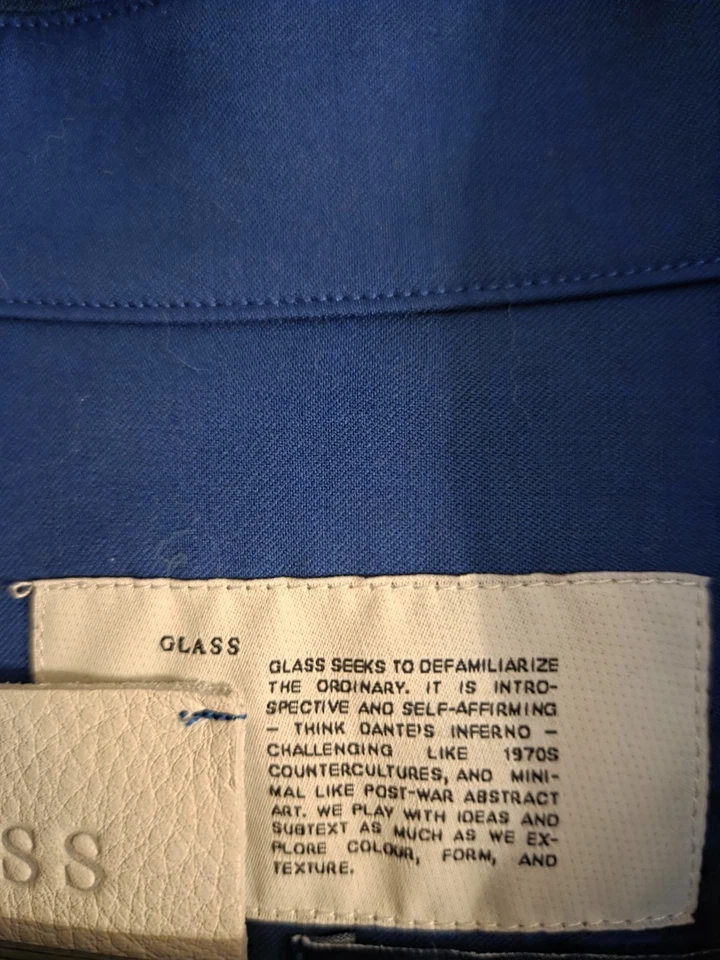 GLASS
GLASS SEEKS TO DEFAMILIARIZE
THE ORDINARY. IT IS INTRO-
SPECTIVE AND SELF-AFFIRMING
– THINK DANTE'S INFERNO –
CHALLENGING LIKE 1970S
COUNTERCULTURES, AND MINI-
MAL LIKE POST-WAR ABSTRACT
ART. WE PLAY WITH IDEAS AND
SUBTEXT AS MUCH AS WE EX-
PLORE COLOUR, FORM, AND
TEXTURE.
SS